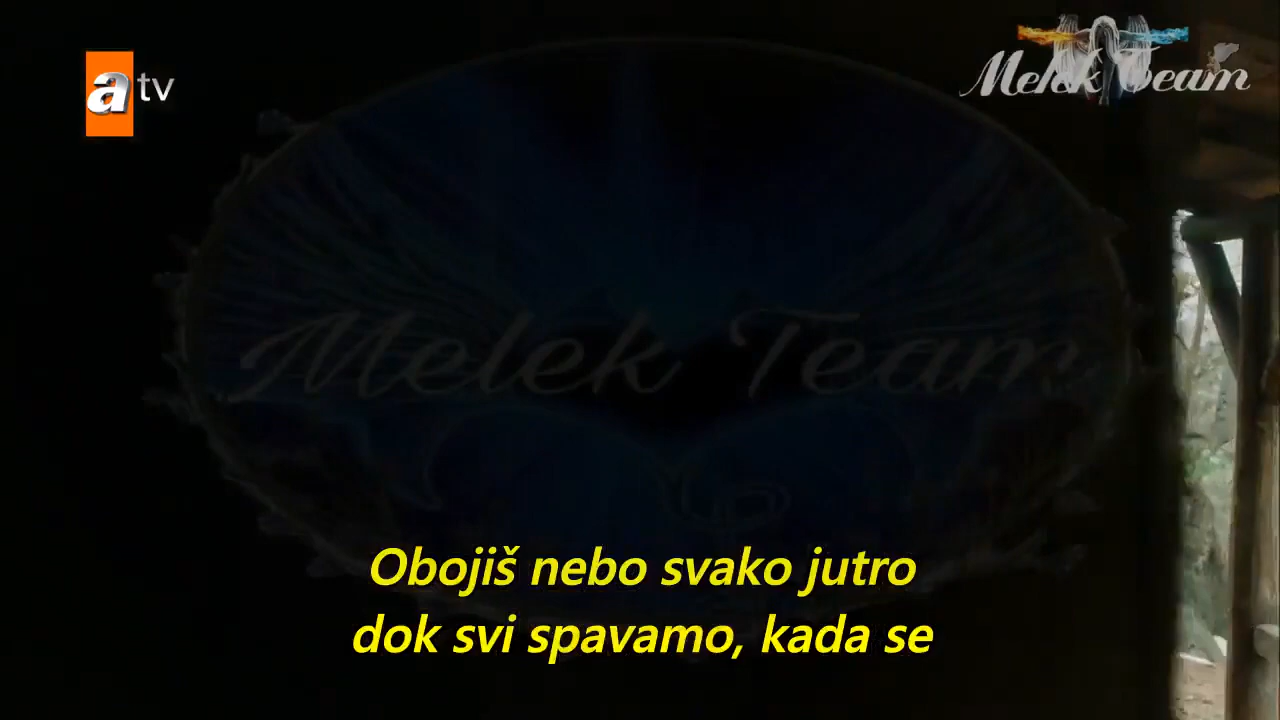 atv
Melek Team
Melek Team
Obojiš nebo svako jutro
dok svi spavamo, kada se